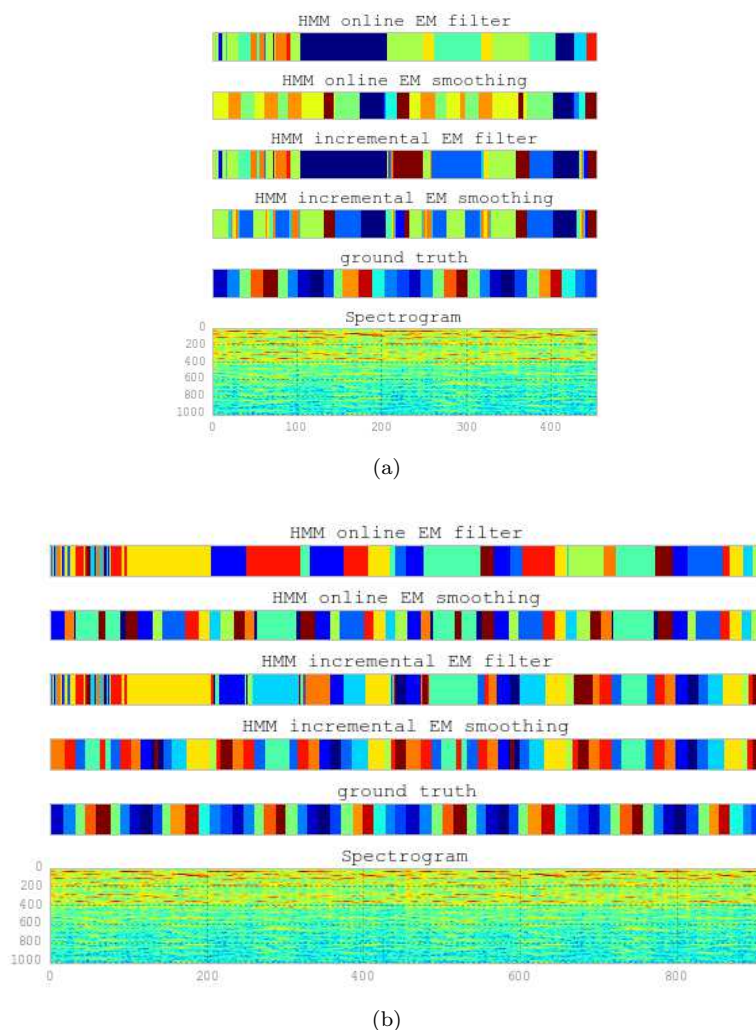 HMM online EM filter
HMM online EM smoothing
HMM incremental EM filter
HMM incremental EM smoothing
ground truth
Spectrogram
0
200
400
600
800
1000
0 100 200 300 400
(a)
HMM online EM filter
HMM online EM smoothing
HMM incremental EM filter
HMM incremental EM smoothing
ground truth
Spectrogram
0
200
400
600
800
1000
0 200 400 600 800
(b)